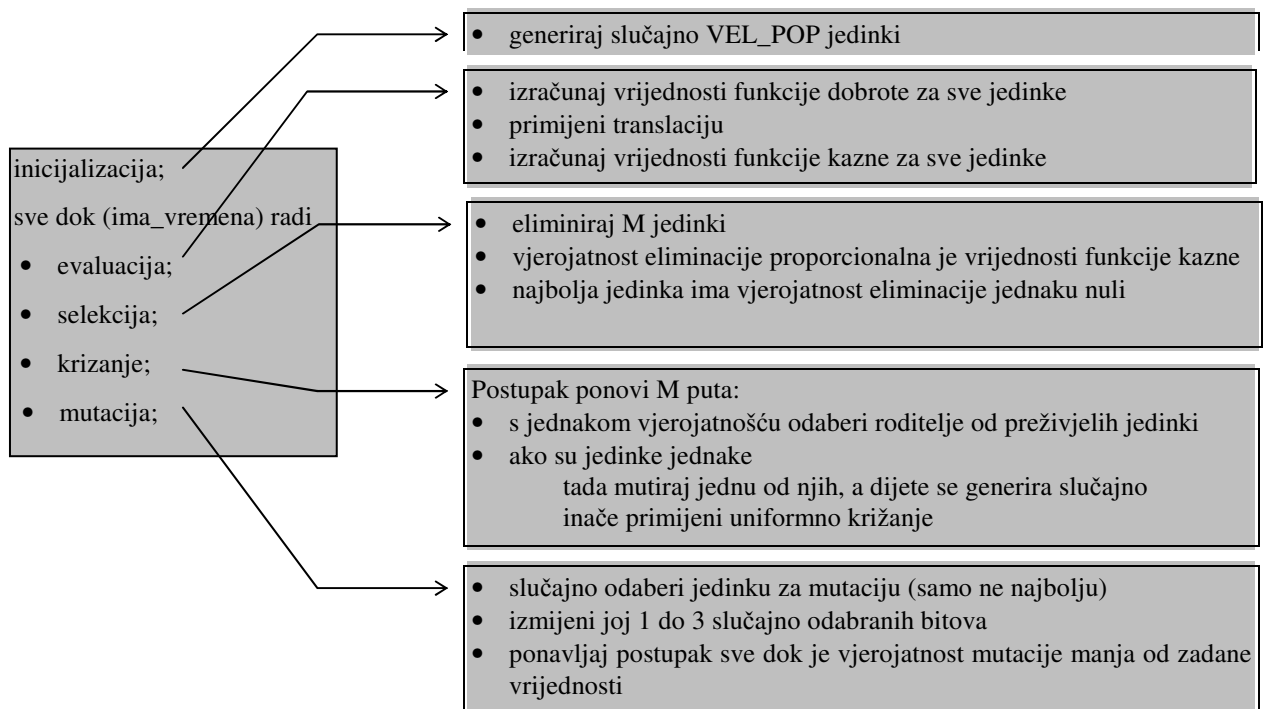 inicijalizacija;
sve dok (ima_vremena) radi
• evaluacija;
• selekcija;
• krizanje;
• mutacija;
• generiraj slučajno VEL_POP jedinki
• izračunaj vrijednosti funkcije dobrote za sve jedinke
• primijeni translaciju
• izračunaj vrijednosti funkcije kazne za sve jedinke
• eliminiraj M jedinki
• vjerojatnost eliminacije proporcionalna je vrijednosti funkcije kazne
• najbolja jedinka ima vjerojatnost eliminacije jednaku nuli
Postupak ponovi M puta:
• s jednakom vjerojatnošću odaberi roditelje od preživjelih jedinki
• ako su jedinke jednake
tada mutiraj jednu od njih, a dijete se generira slučajno
inače primijeni uniformno križanje
• slučajno odaberi jedinku za mutaciju (samo ne najbolju)
• izmijeni joj 1 do 3 slučajno odabranih bitova
• ponavljaj postupak sve dok je vjerojatnost mutacije manja od zadane
vrijednosti